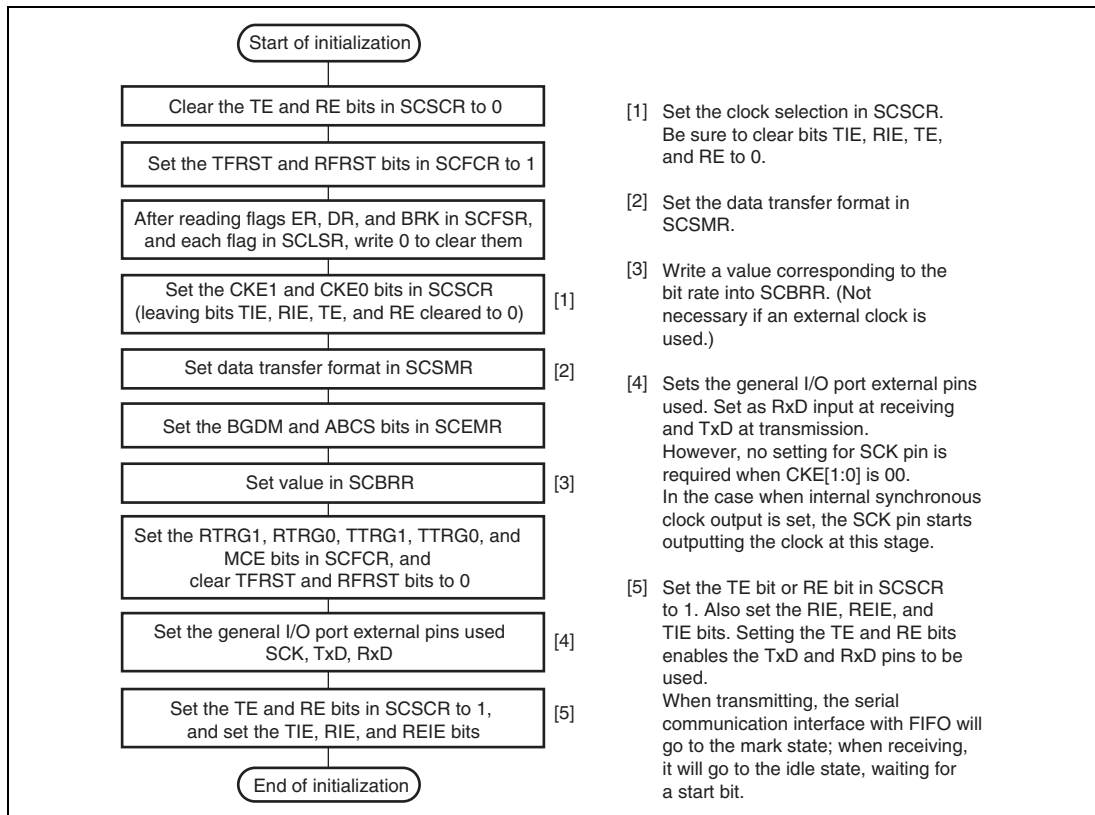 Start of initialization
Clear the TE and RE bits in SCSCR to 0
Set the TFRST and RFRST bits in SCFCR to 1
After reading flags ER, DR, and BRK in SCFSR,
and each flag in SCLSR, write 0 to clear them
Set the CKE1 and CKE0 bits in SCSCR
(leaving bits TIE, RIE, TE, and RE cleared to 0)
[1]
Set data transfer format in SCSMR
[2]
Set the BGDM and ABCS bits in SCEMR
Set value in SCBRR
[3]
Set the RTRG1, RTRG0, TTRG1, TTRG0, and
MCE bits in SCFCR, and
clear TFRST and RFRST bits to 0
Set the general I/O port external pins used
SCK, TxD, RxD
[4]
Set the TE and RE bits in SCSCR to 1,
and set the TIE, RIE, and REIE bits
[5]
End of initialization
[1] Set the clock selection in SCSCR.
Be sure to clear bits TIE, RIE, TE,
and RE to 0.
[2] Set the data transfer format in
SCSMR.
[3] Write a value corresponding to the
bit rate into SCBRR. (Not
necessary if an external clock is
used.)
[4] Sets the general I/O port external pins
used. Set as RxD input at receiving
and TxD at transmission.
However, no setting for SCK pin is
required when CKE[1:0] is 00.
In the case when internal synchronous
clock output is set, the SCK pin starts
outputting the clock at this stage.
[5] Set the TE bit or RE bit in SCSCR
to 1. Also set the RIE, REIE, and
TIE bits. Setting the TE and RE bits
enables the TxD and RxD pins to be
used.
When transmitting, the serial
communication interface with FIFO will
go to the mark state; when receiving,
it will go to the idle state, waiting for
a start bit.